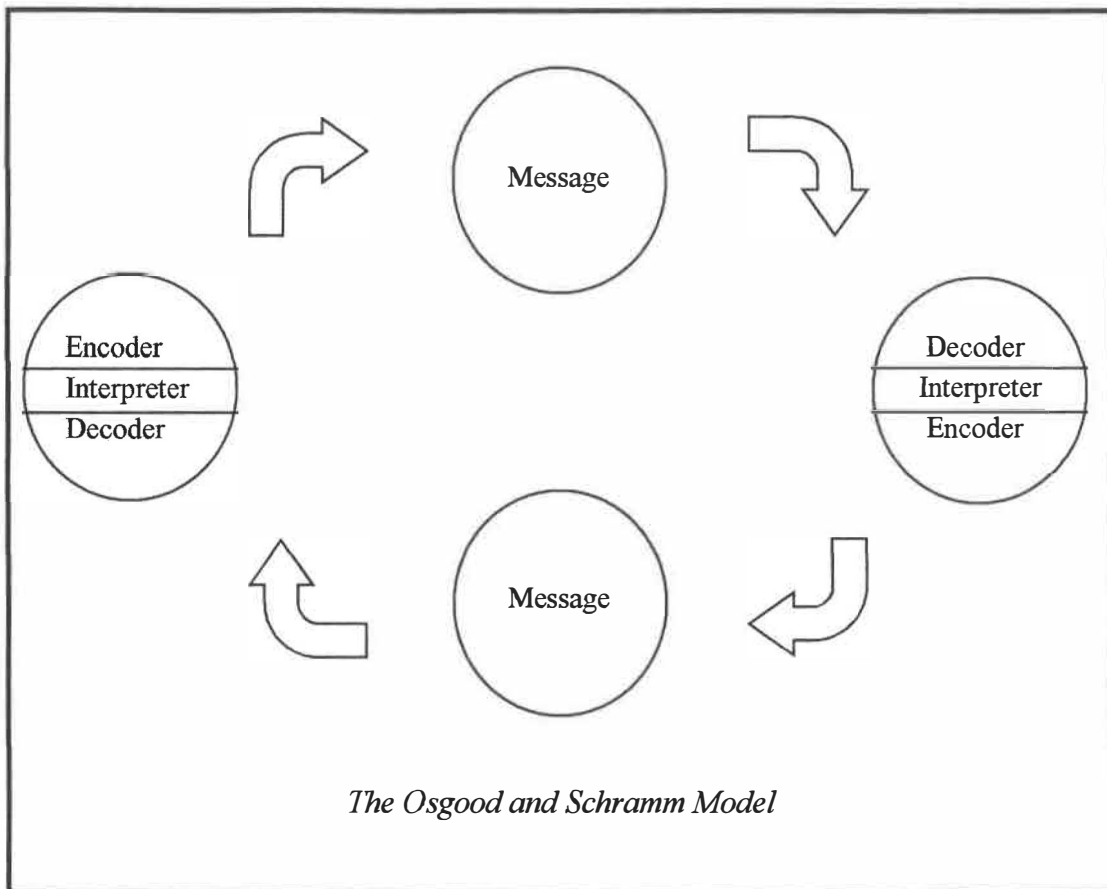 Message
Encoder
Interpreter
Decoder
Decoder
Interpreter
Encoder
Message
The Osgood and Schramm Model